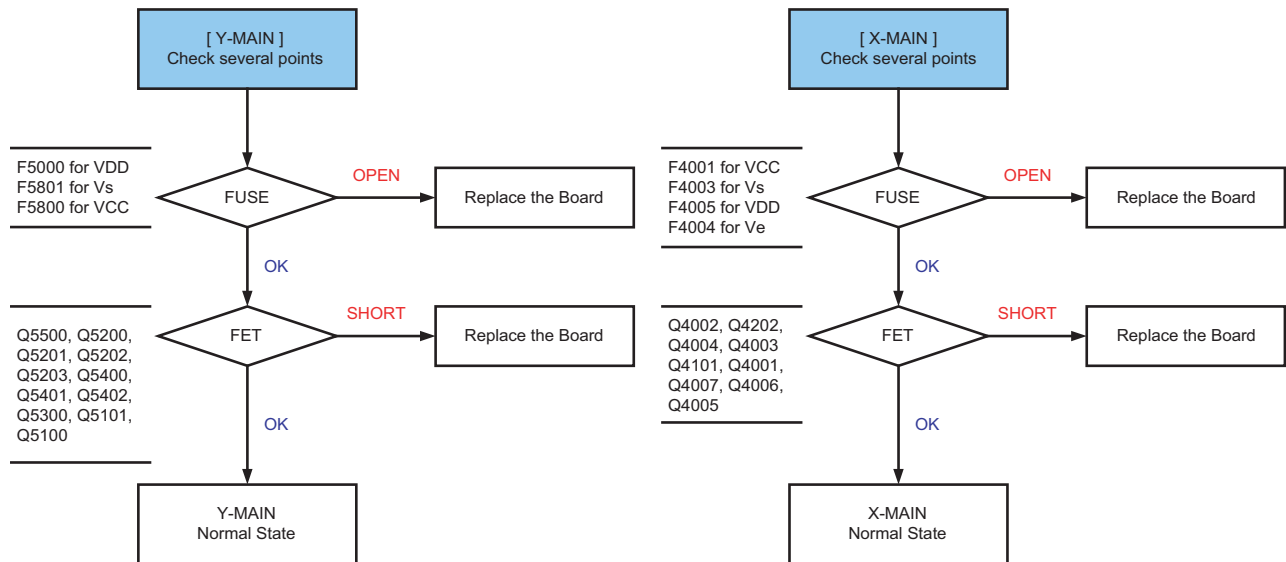 [ Y-MAIN ]
Check several points
F5000 for VDD
F5801 for Vs
F5800 for VCC
FUSE
OPEN
Replace the Board
OK
Q5500, Q5200,
Q5201, Q5202,
Q5203, Q5400,
Q5401, Q5402,
Q5300, Q5101,
Q5100
FET
SHORT
Replace the Board
OK
Y-MAIN
Normal State
[ X-MAIN ]
Check several points
F4001 for VCC
F4003 for Vs
F4005 for VDD
F4004 for Ve
FUSE
OPEN
Replace the Board
OK
Q4002, Q4202,
Q4004, Q4003
Q4101, Q4001,
Q4007, Q4006,
Q4005
FET
SHORT
Replace the Board
OK
X-MAIN
Normal State